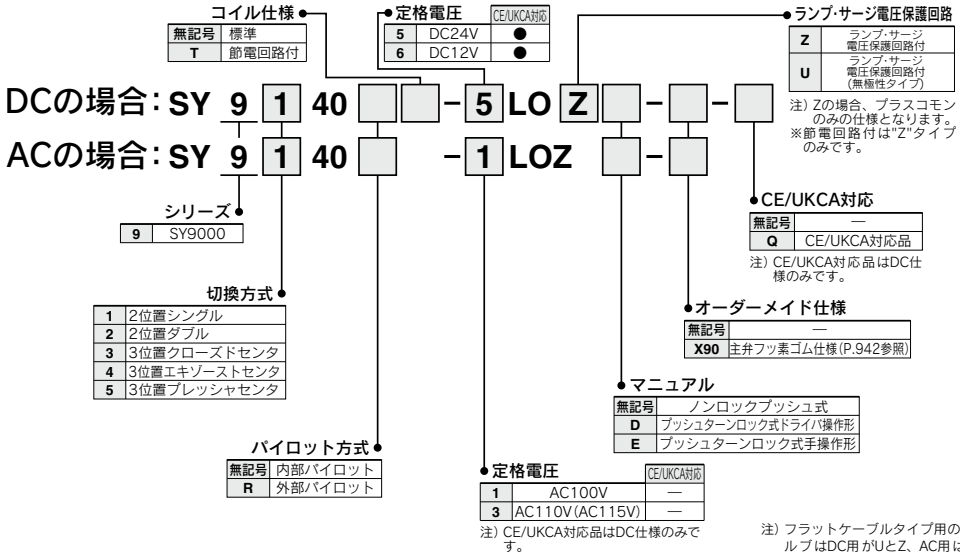 コイル仕様
無記号 標準
T 節電回路付
定格電圧 CE/UKCA対応
5 DC24V ●
6 DC12V ●
ランプ・サージ電圧保護回路
Z ランプ・サージ
電圧保護回路付
U ランプ・サージ
電圧保護回路付
(無極性タイプ)
注) Zの場合、プラスコモン
のみの仕様となります。
※節電回路付は"Z"タイプ
のみです。
DCの場合: SY 9 1 40 - 5 LO Z - -
ACの場合: SY 9 1 40 - 1 LOZ -
シリーズ
9 SY9000
CE/UKCA対応
無記号 —
Q CE/UKCA対応品
注) CE/UKCA対応品はDC仕
様のみです。
切換方式
1 2位置シングル
2 2位置ダブル
3 3位置クローズドセンタ
4 3位置エキゾーストセンタ
5 3位置プレッシャセンタ
オーダーメイド仕様
無記号 —
X90 主弁フッ素ゴム仕様(P.942参照)
マニュアル
無記号 ノンロックプッシュ式
D プッシュターンロック式ドライバ操作形
E プッシュターンロック式手操作形
パイロット方式
無記号 内部パイロット
R 外部パイロット
定格電圧 CE/UKCA対応
1 AC100V —
3 AC110V(AC115V) —
注) CE/UKCA対応品はDC仕様のみで
す。
注) フラットケーブルタイプ用の
ルブはDC用がUとZ、AC用は